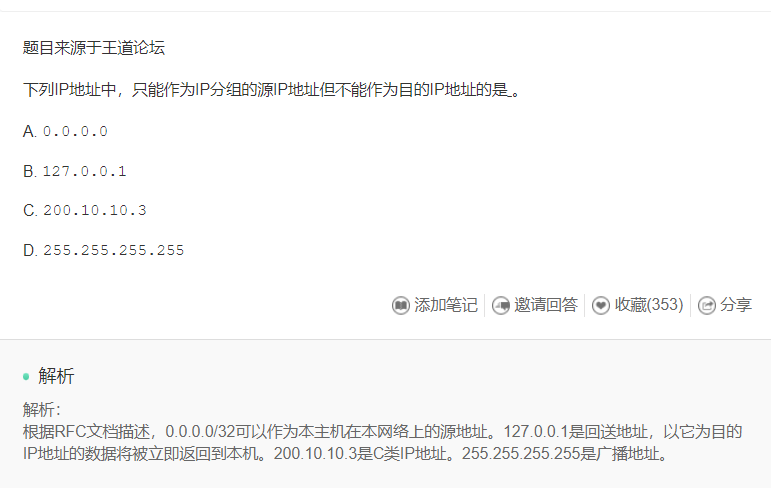 题目来源于王道论坛
下列IP地址中，只能作为IP分组的源IP地址但不能作为目的IP地址的是_。
A. 0.0.0.0
B. 127.0.0.1
C. 200.10.10.3
D. 255.255.255.255
添加笔记 邀请回答 收藏(353) 分享
解析
解析：
根据RFC文档描述，0.0.0.0/32可以作为本主机在本网络上的源地址。127.0.0.1是回送地址，以它为目的
IP地址的数据将被立即返回到本机。200.10.10.3是C类IP地址。255.255.255.255是广播地址。